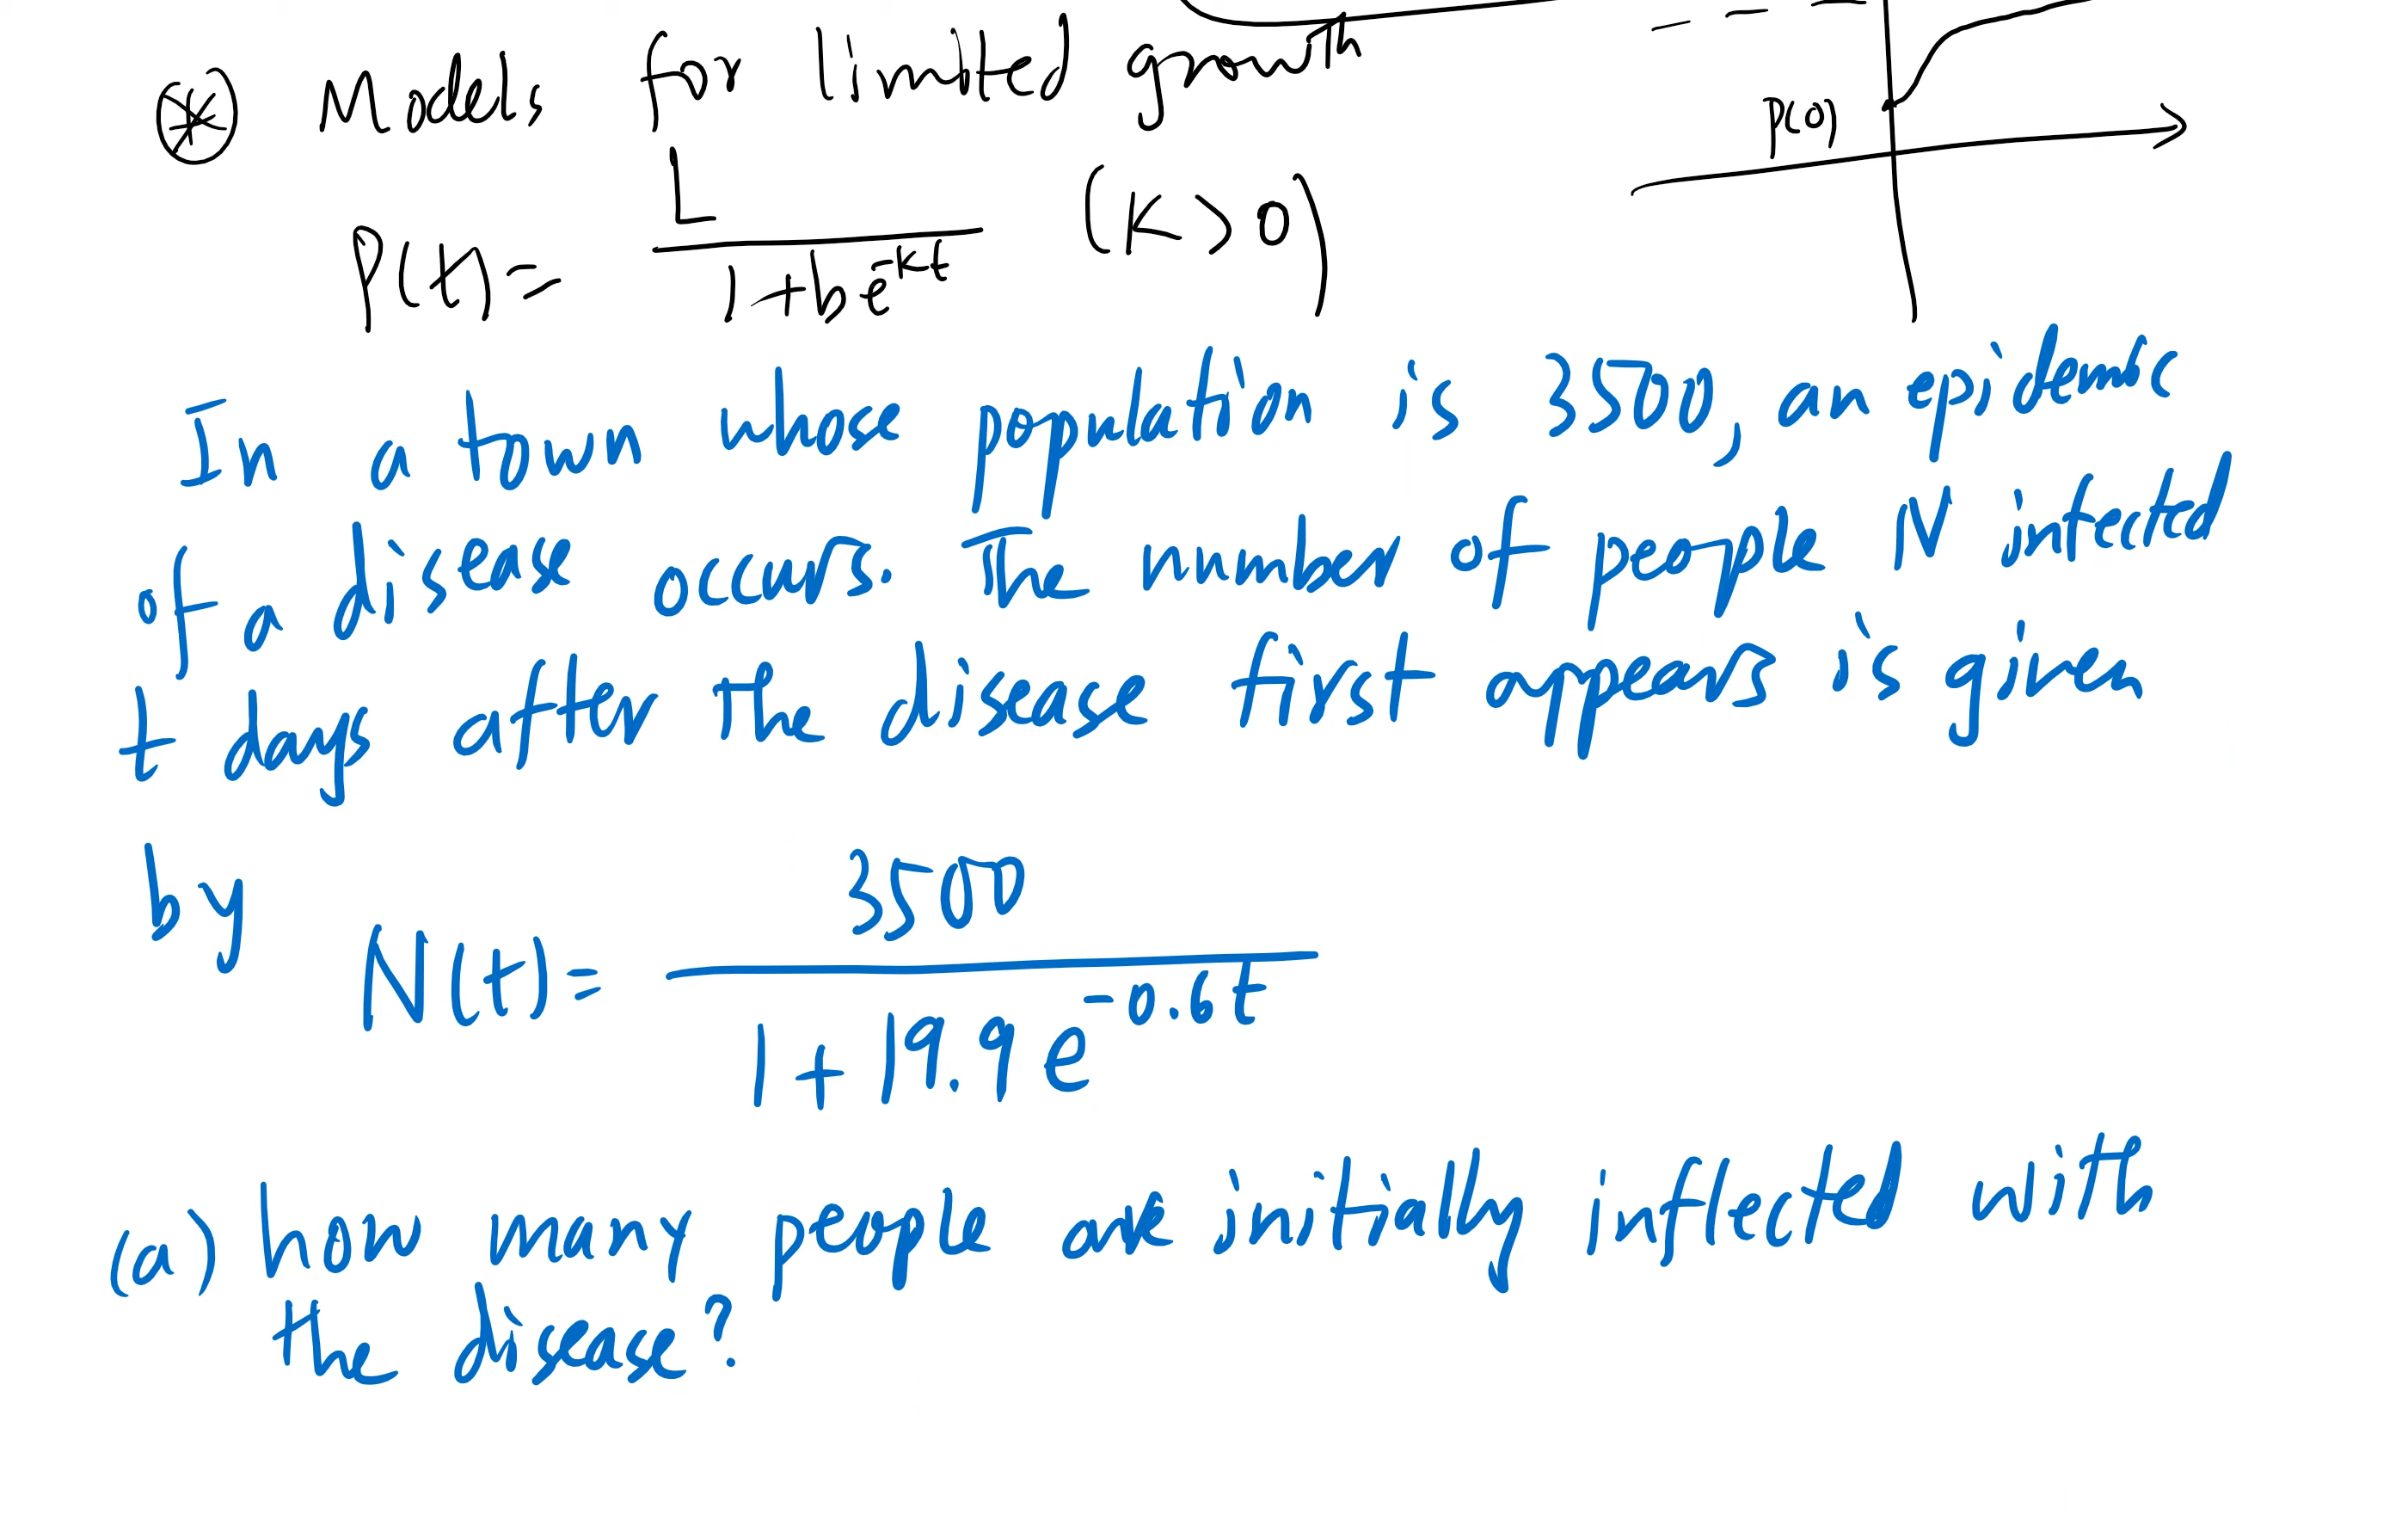 ⊛ Models for limited growth
P(0)
P(t) = L / (1 + b e^{-kt}) (K > 0)
In a town whose population is 3500, an epidemic
of a disease occurs. The number of people N infected
t days after the disease first appears is given
by
N(t) = 3500 / (1 + 19.9 e^{-0.6t})
(a) how many people are initially inflected with
the disease?